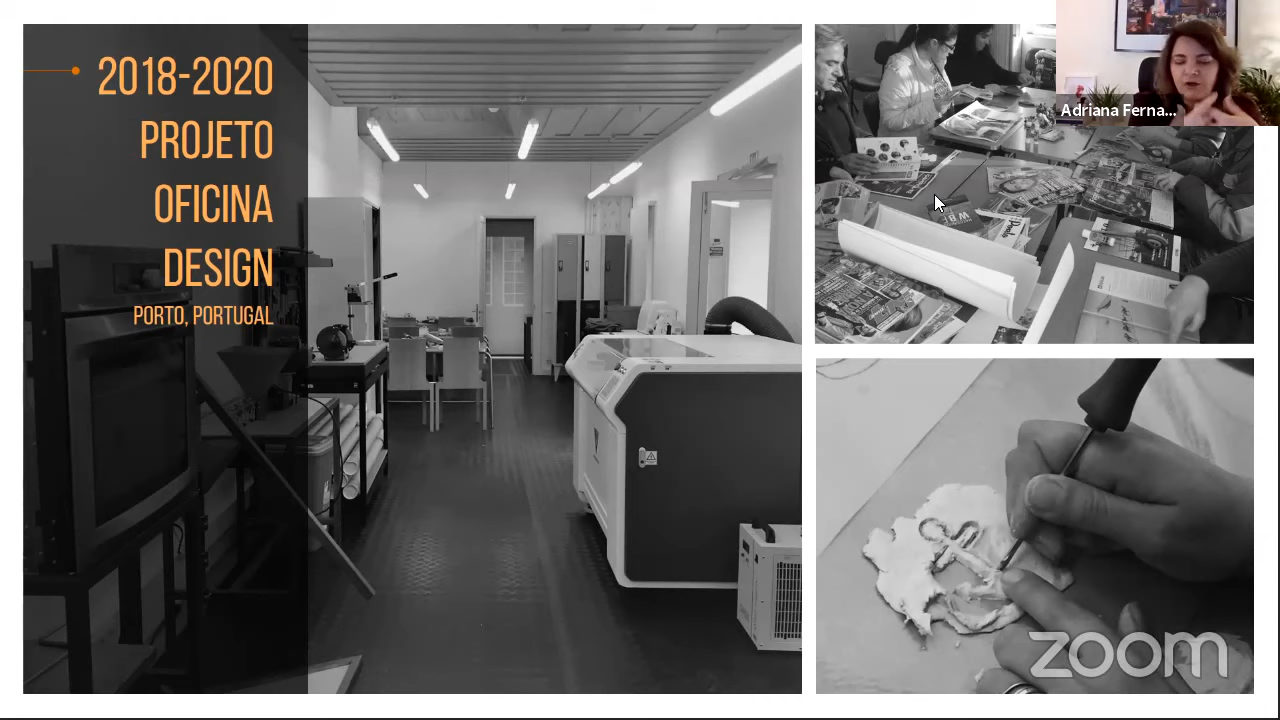 2018-2020
PROJETO
OFICINA
DESIGN
PORTO, PORTUGAL
Adriana Ferna...
zoom